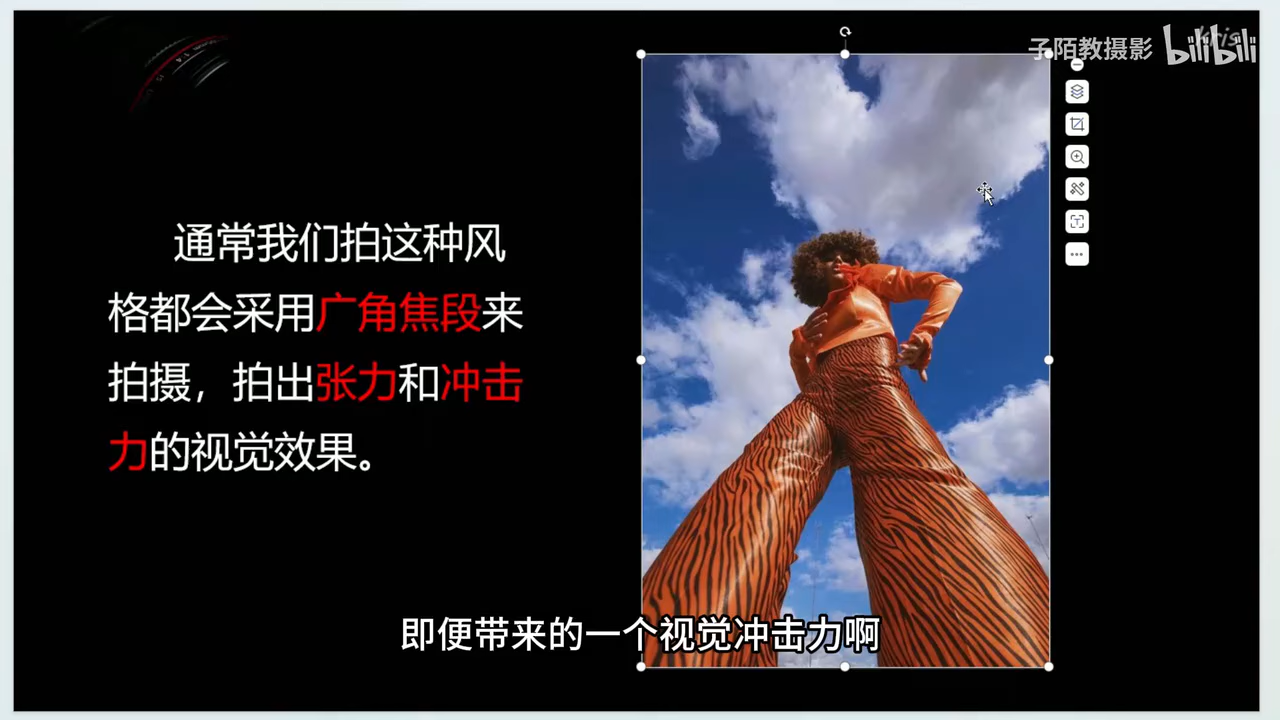 子陌教摄影 bilibili
通常我们拍这种风
格都会采用广角焦段来
拍摄，拍出张力和冲击
力的视觉效果。
即便带来的一个视觉冲击力啊